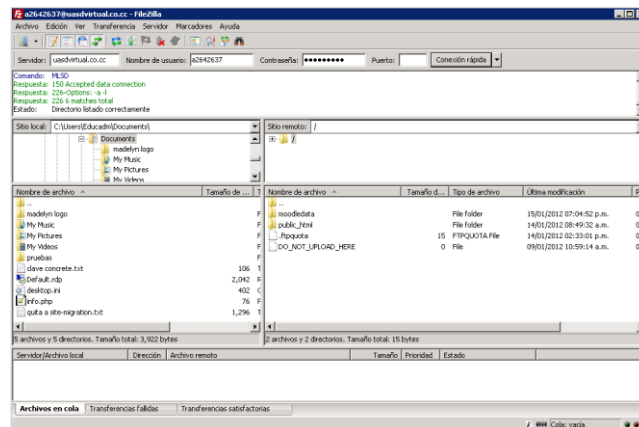 a2642637@uasdvirtual.co.cc - FileZilla
Archivo Edición Ver Transferencia Servidor Marcadores Ayuda
Servidor: uasdvirtual.co.cc Nombre de usuario: a2642637 Contraseña: ●●●●●●●●● Puerto: Conexión rápida
Comando: MLSD
Respuesta: 150 Accepted data connection
Respuesta: 226-Options: -a -l
Respuesta: 226 6 matches total
Estado: Directorio listado correctamente
Sitio local: C:\Users\Educadm\Documents\
Documents
madelyn logo
My Music
My Pictures
My Videos
Sitio remoto: /
/
Nombre de archivo Tamaño de ... T
..
madelyn logo F
My Music F
My Pictures F
My Videos F
pruebas F
clave concrete.txt 106 T
Default.rdp 2,042 R
desktop.ini 402 C
info.php 76 F
quita a site-migration.txt 1,296 T
5 archivos y 5 directorios. Tamaño total: 3,922 bytes
Nombre de archivo Tamaño d... Tipo de archivo Última modificación P
..
moodledata File folder 15/01/2012 07:04:52 p.m. 0
public_html File folder 14/01/2012 08:49:32 a.m. 0
.ftpquota 15 FTPQUOTA File 14/01/2012 02:33:01 p.m. 0
DO_NOT_UPLOAD_HERE 0 File 09/01/2012 10:59:14 a.m. 0
2 archivos y 2 directorios. Tamaño total: 15 bytes
Servidor/Archivo local Dirección Archivo remoto Tamaño Prioridad Estado
Archivos en cola Transferencias fallidas Transferencias satisfactorias
Cola: vacía